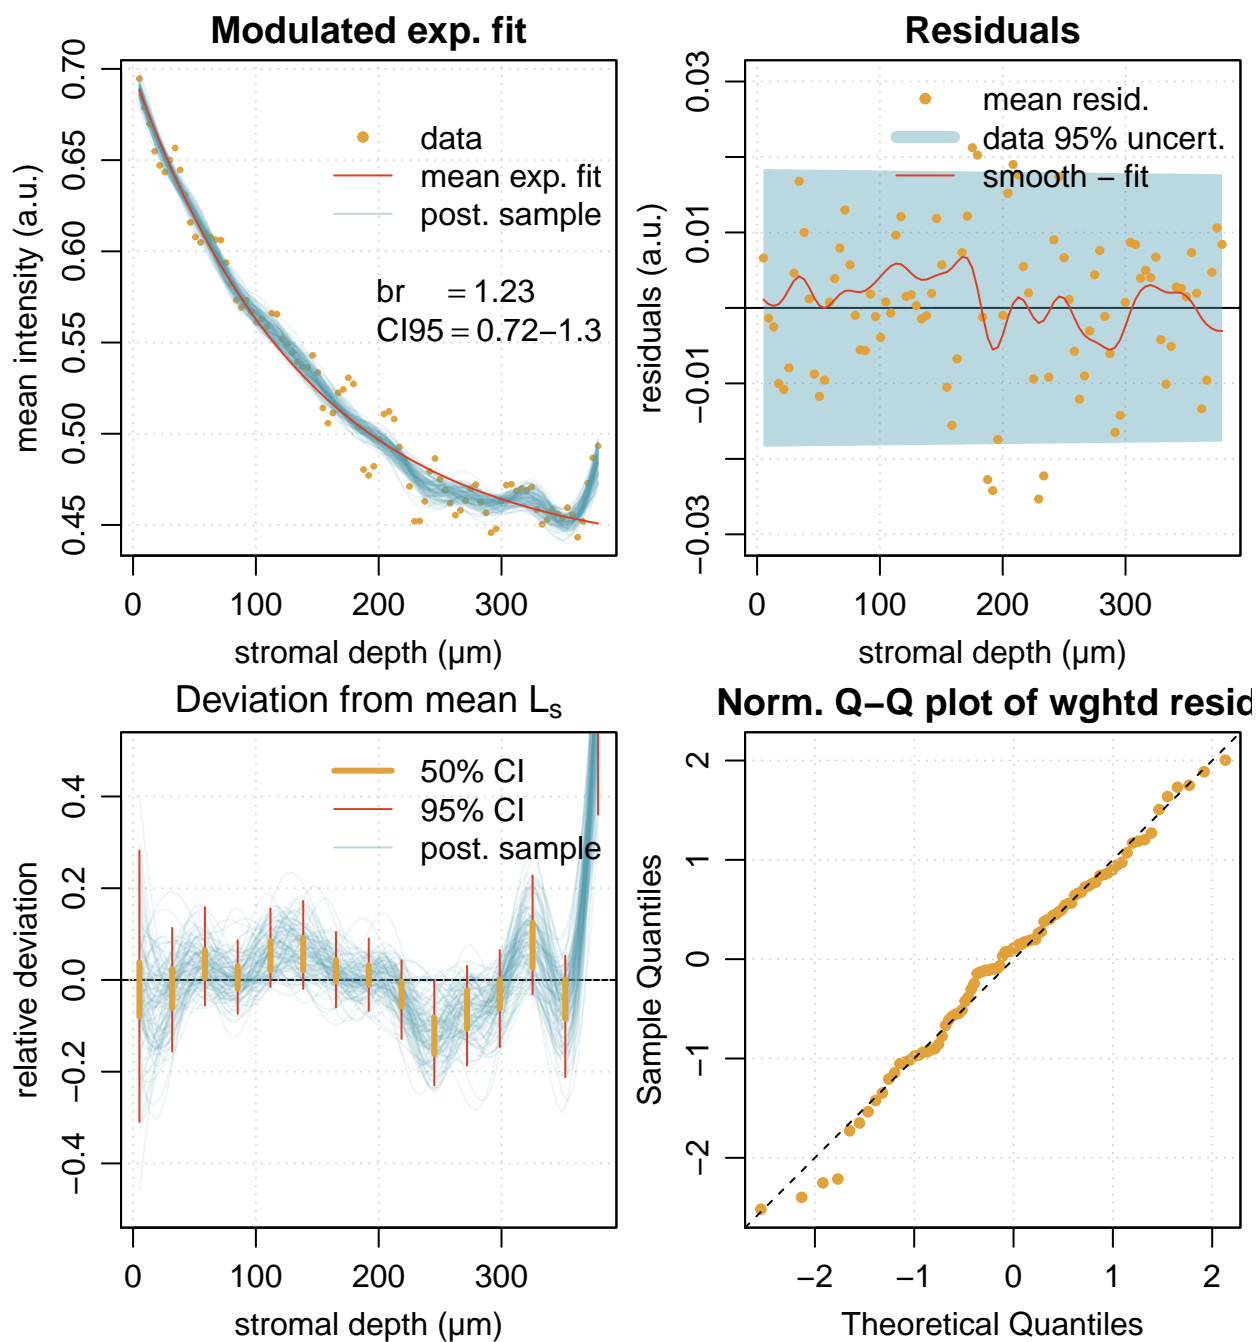 Modulated exp. fit
mean intensity (a.u.)
0.70
0.65
0.60
0.55
0.50
0.45
data
mean exp. fit
post. sample
br = 1.23
CI95 = 0.72−1.3
0 100 200 300
stromal depth (µm)
Residuals
residuals (a.u.)
0.03
0.01
−0.01
−0.03
mean resid.
data 95% uncert.
smooth − fit
0 100 200 300
stromal depth (µm)
Deviation from mean Ls
relative deviation
0.4
0.2
0.0
−0.2
−0.4
50% CI
95% CI
post. sample
0 100 200 300
stromal depth (µm)
Norm. Q−Q plot of wghtd resid
Sample Quantiles
2
1
0
−1
−2
−2 −1 0 1 2
Theoretical Quantiles